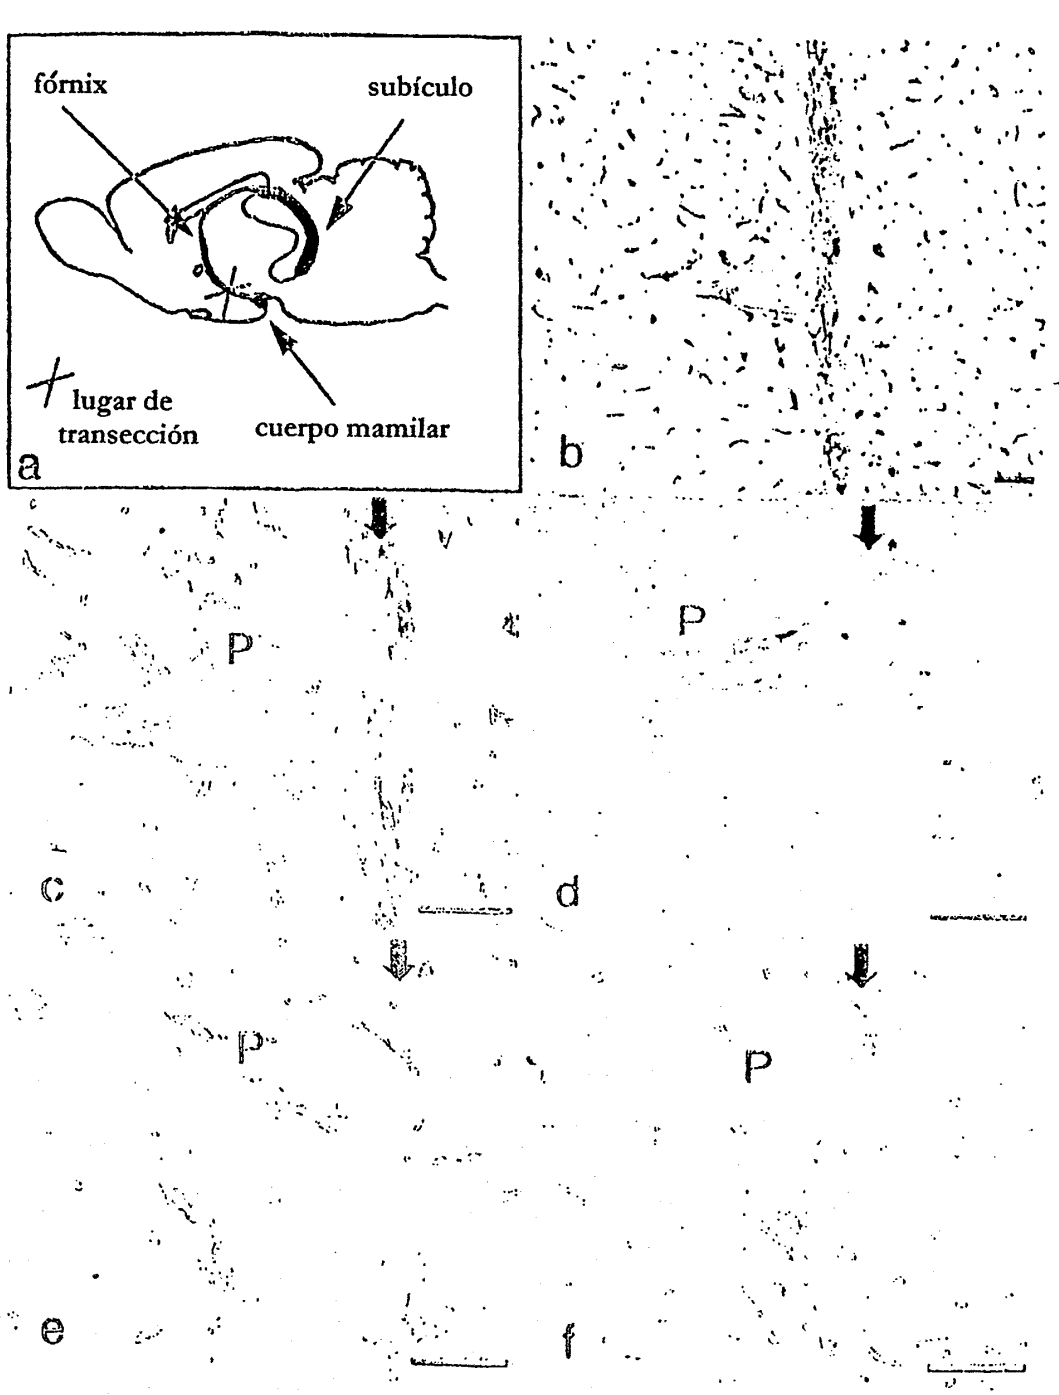 fórnix
subículo
lugar de
transección
cuerpo mamilar
a
b
P
P
c
d
P
P
e
f